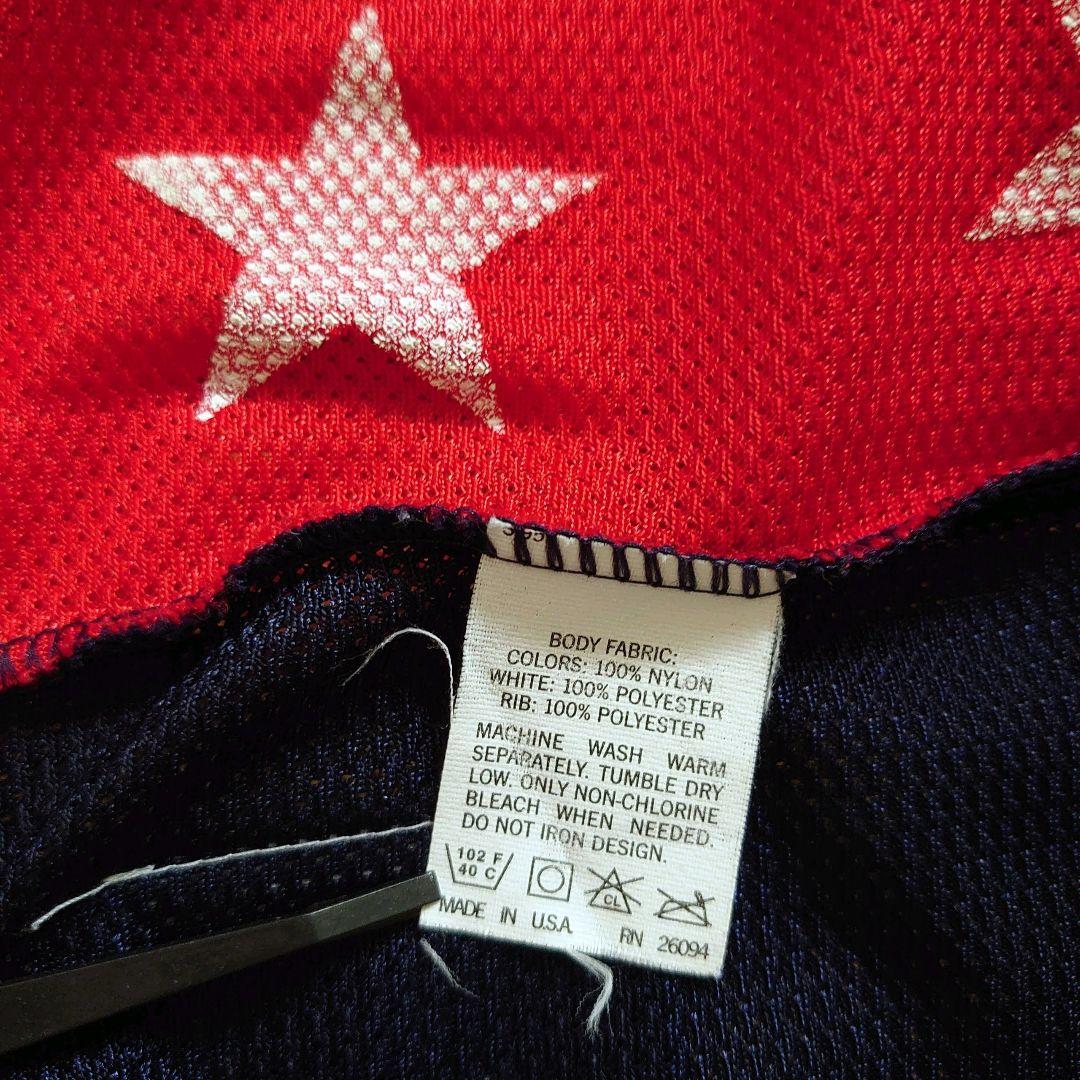 BODY FABRIC:
COLORS: 100% NYLON
WHITE: 100% POLYESTER
RIB: 100% POLYESTER
MACHINE WASH WARM
SEPARATELY. TUMBLE DRY
LOW. ONLY NON-CHLORINE
BLEACH WHEN NEEDED.
DO NOT IRON DESIGN.
102 F
40 C
CL
MADE IN U.S.A. RN 26094